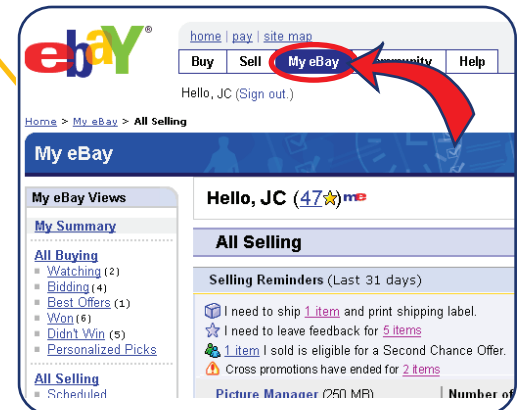 ebaY®
home | pay | site map
Buy Sell My eBay Community Help
Hello, JC (Sign out.)
Home > My eBay > All Selling
My eBay
My eBay Views
My Summary
All Buying
Watching (2)
Bidding (4)
Best Offers (1)
Won (6)
Didn't Win (5)
Personalized Picks
All Selling
Scheduled
Hello, JC (47) me
All Selling
Selling Reminders (Last 31 days)
I need to ship 1 item and print shipping label.
I need to leave feedback for 5 items
1 item I sold is eligible for a Second Chance Offer.
Cross promotions have ended for 2 items
Picture Manager (250 MB) Number of